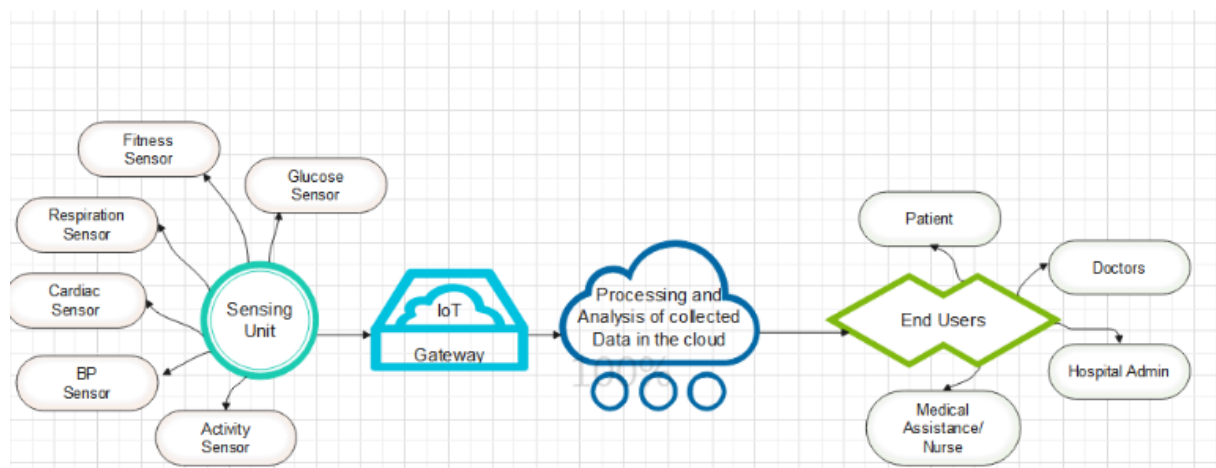 Fitness
Sensor
Glucose
Sensor
Respiration
Sensor
Cardiac
Sensor
BP
Sensor
Activity
Sensor
Sensing
Unit
IoT
Gateway
Processing and
Analysis of collected
Data in the cloud
100%
End Users
Patient
Doctors
Hospital Admin
Medical
Assistance/
Nurse